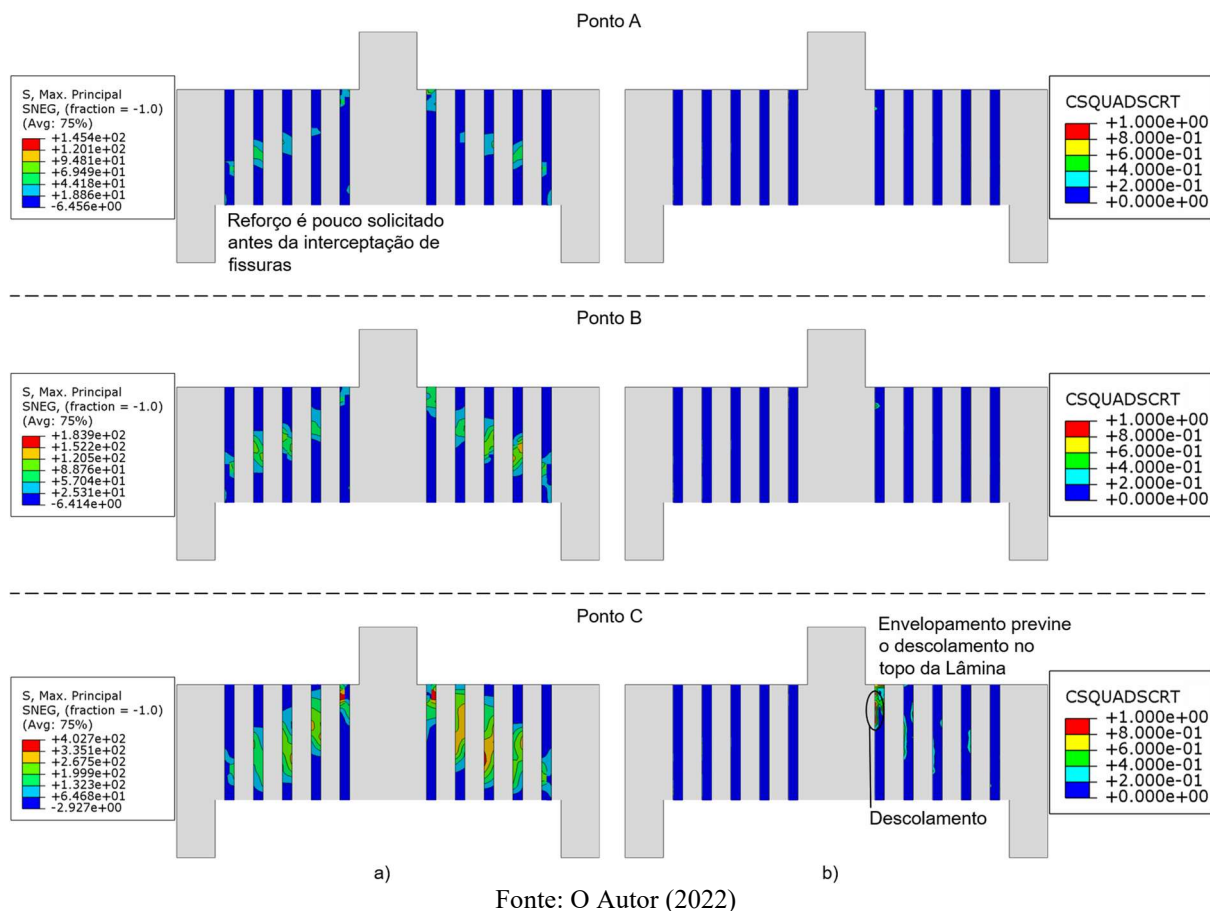 Ponto A
S, Max. Principal
SNEG, (fraction = -1.0)
(Avg: 75%)
+1.454e+02
+1.201e+02
+9.481e+01
+6.949e+01
+4.418e+01
+1.886e+01
-6.456e+00
Reforço é pouco solicitado
antes da interceptação de
fissuras
CSQUADSCRT
+1.000e+00
+8.000e-01
+6.000e-01
+4.000e-01
+2.000e-01
+0.000e+00
Ponto B
S, Max. Principal
SNEG, (fraction = -1.0)
(Avg: 75%)
+1.839e+02
+1.522e+02
+1.205e+02
+8.876e+01
+5.704e+01
+2.531e+01
-6.414e+00
CSQUADSCRT
+1.000e+00
+8.000e-01
+6.000e-01
+4.000e-01
+2.000e-01
+0.000e+00
Ponto C
S, Max. Principal
SNEG, (fraction = -1.0)
(Avg: 75%)
+4.027e+02
+3.351e+02
+2.675e+02
+1.999e+02
+1.323e+02
+6.468e+01
-2.927e+00
Envelopamento previne
o descolamento no
topo da Lâmina
CSQUADSCRT
+1.000e+00
+8.000e-01
+6.000e-01
+4.000e-01
+2.000e-01
+0.000e+00
Descolamento
a)
b)
Fonte: O Autor (2022)